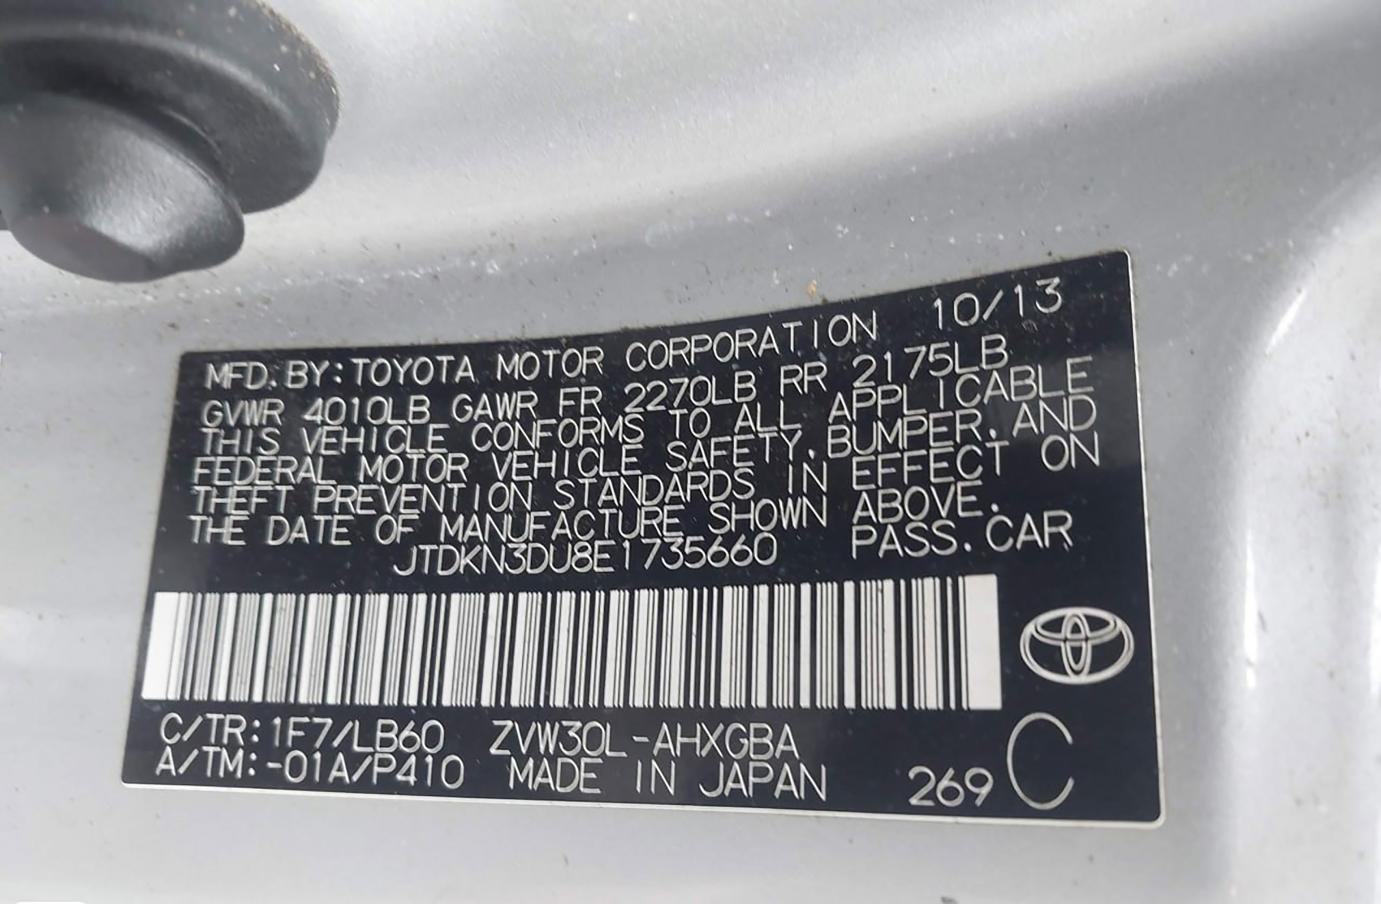 MFD. BY: TOYOTA MOTOR CORPORATION 10/13
GVWR 4010LB GAWR FR 2270LB RR 2175LB
THIS VEHICLE CONFORMS TO ALL APPLICABLE
FEDERAL MOTOR VEHICLE SAFETY, BUMPER, AND
THEFT PREVENTION STANDARDS IN EFFECT ON
THE DATE OF MANUFACTURE SHOWN ABOVE.
JTDKN3DU8E1735660 PASS. CAR
C/TR: 1F7/LB60 ZVW30L-AHXGBA
A/TM: -01A/P410 MADE IN JAPAN 269 C